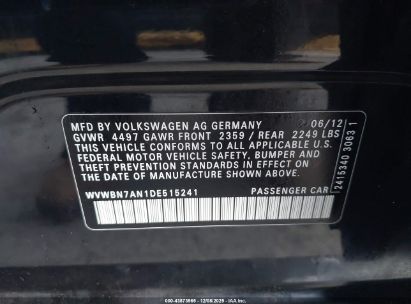 MFD BY VOLKSWAGEN AG GERMANY 06/12
GVWR 4497 GAWR FRONT 2359 / REAR 2249 LBS
THIS VEHICLE CONFORMS TO ALL APPLICABLE U.S.
FEDERAL MOTOR VEHICLE SAFETY, BUMPER AND
THEFT PREVENTION STANDARDS IN EFFECT ON THE
DATE OF MANUFACTURE SHOWN ABOVE.
WVWBN7AN1DE515241 PASSENGER CAR
2415340 3063 1